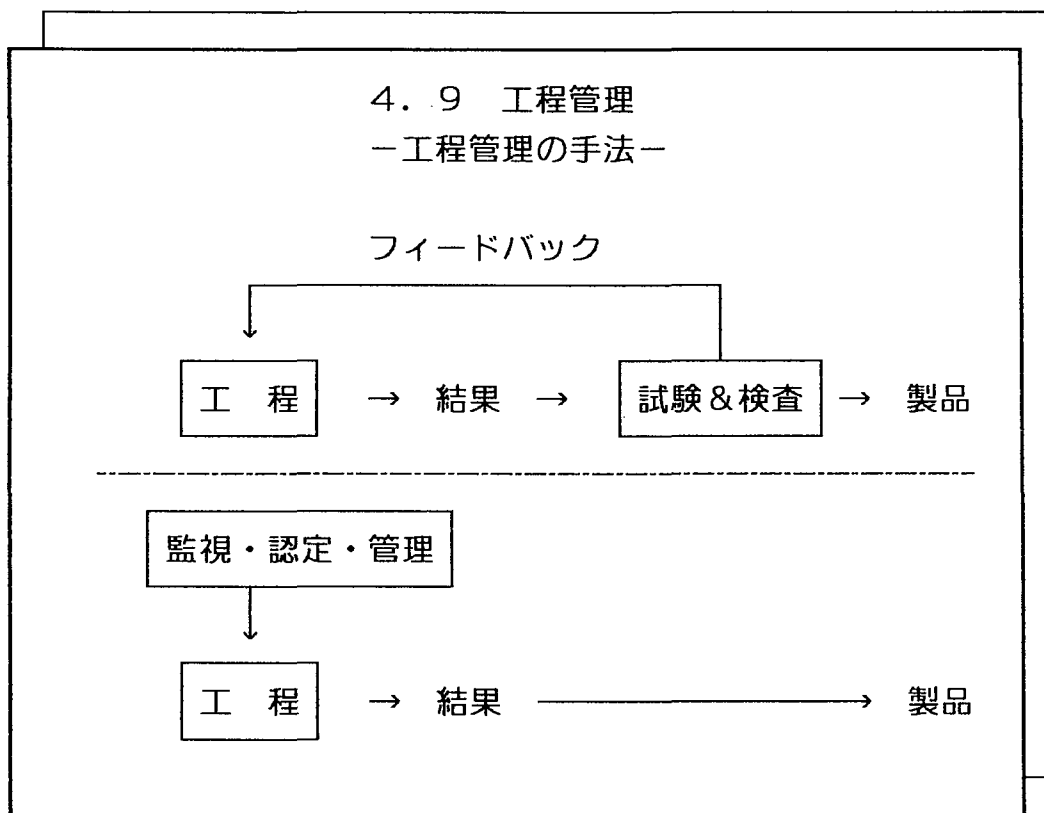 4．9　工程管理
－工程管理の手法－
フィードバック
工　程 → 結果 → 試験＆検査 → 製品
監視・認定・管理
工　程 → 結果 → 製品